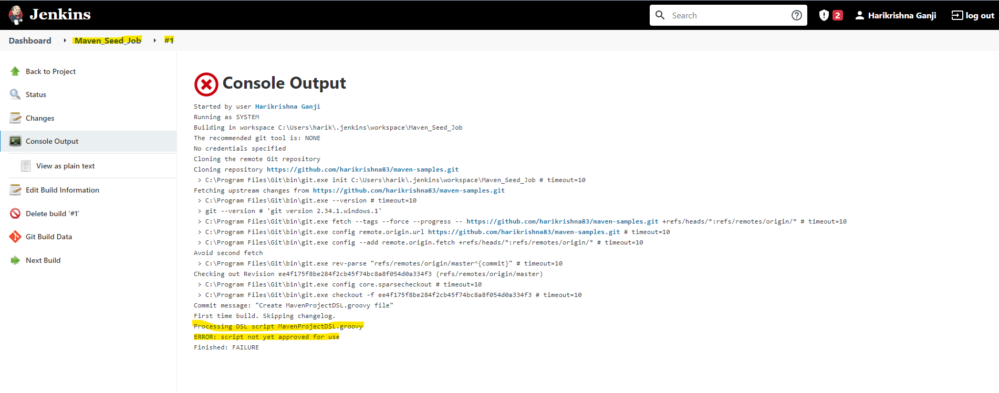 Jenkins
Search
2
Harikrishna Ganji
log out
Dashboard
Maven_Seed_Job
#1
Back to Project
Status
Changes
Console Output
View as plain text
Edit Build Information
Delete build ‘#1’
Git Build Data
Next Build
Console Output
Started by user Harikrishna Ganji
Running as SYSTEM
Building in workspace C:\Users\harik\.jenkins\workspace\Maven_Seed_Job
The recommended git tool is: NONE
No credentials specified
Cloning the remote Git repository
Cloning repository https://github.com/harikrishna83/maven-samples.git
> C:\Program Files\Git\bin\git.exe init C:\Users\harik\.jenkins\workspace\Maven_Seed_Job # timeout=10
Fetching upstream changes from https://github.com/harikrishna83/maven-samples.git
> C:\Program Files\Git\bin\git.exe --version # timeout=10
> git --version # 'git version 2.34.1.windows.1'
> C:\Program Files\Git\bin\git.exe fetch --tags --force --progress -- https://github.com/harikrishna83/maven-samples.git +refs/heads/*:refs/remotes/origin/* # timeout=10
> C:\Program Files\Git\bin\git.exe config remote.origin.url https://github.com/harikrishna83/maven-samples.git # timeout=10
> C:\Program Files\Git\bin\git.exe config --add remote.origin.fetch +refs/heads/*:refs/remotes/origin/* # timeout=10
Avoid second fetch
> C:\Program Files\Git\bin\git.exe rev-parse "refs/remotes/origin/master^{commit}" # timeout=10
Checking out Revision ee4f175f8be284f2cb45f74bc8a8f054d0a334f3 (refs/remotes/origin/master)
> C:\Program Files\Git\bin\git.exe config core.sparsecheckout # timeout=10
> C:\Program Files\Git\bin\git.exe checkout -f ee4f175f8be284f2cb45f74bc8a8f054d0a334f3 # timeout=10
Commit message: "Create MavenProjectDSL.groovy file"
First time build. Skipping changelog.
Processing DSL script MavenProjectDSL.groovy
ERROR: script not yet approved for use
Finished: FAILURE